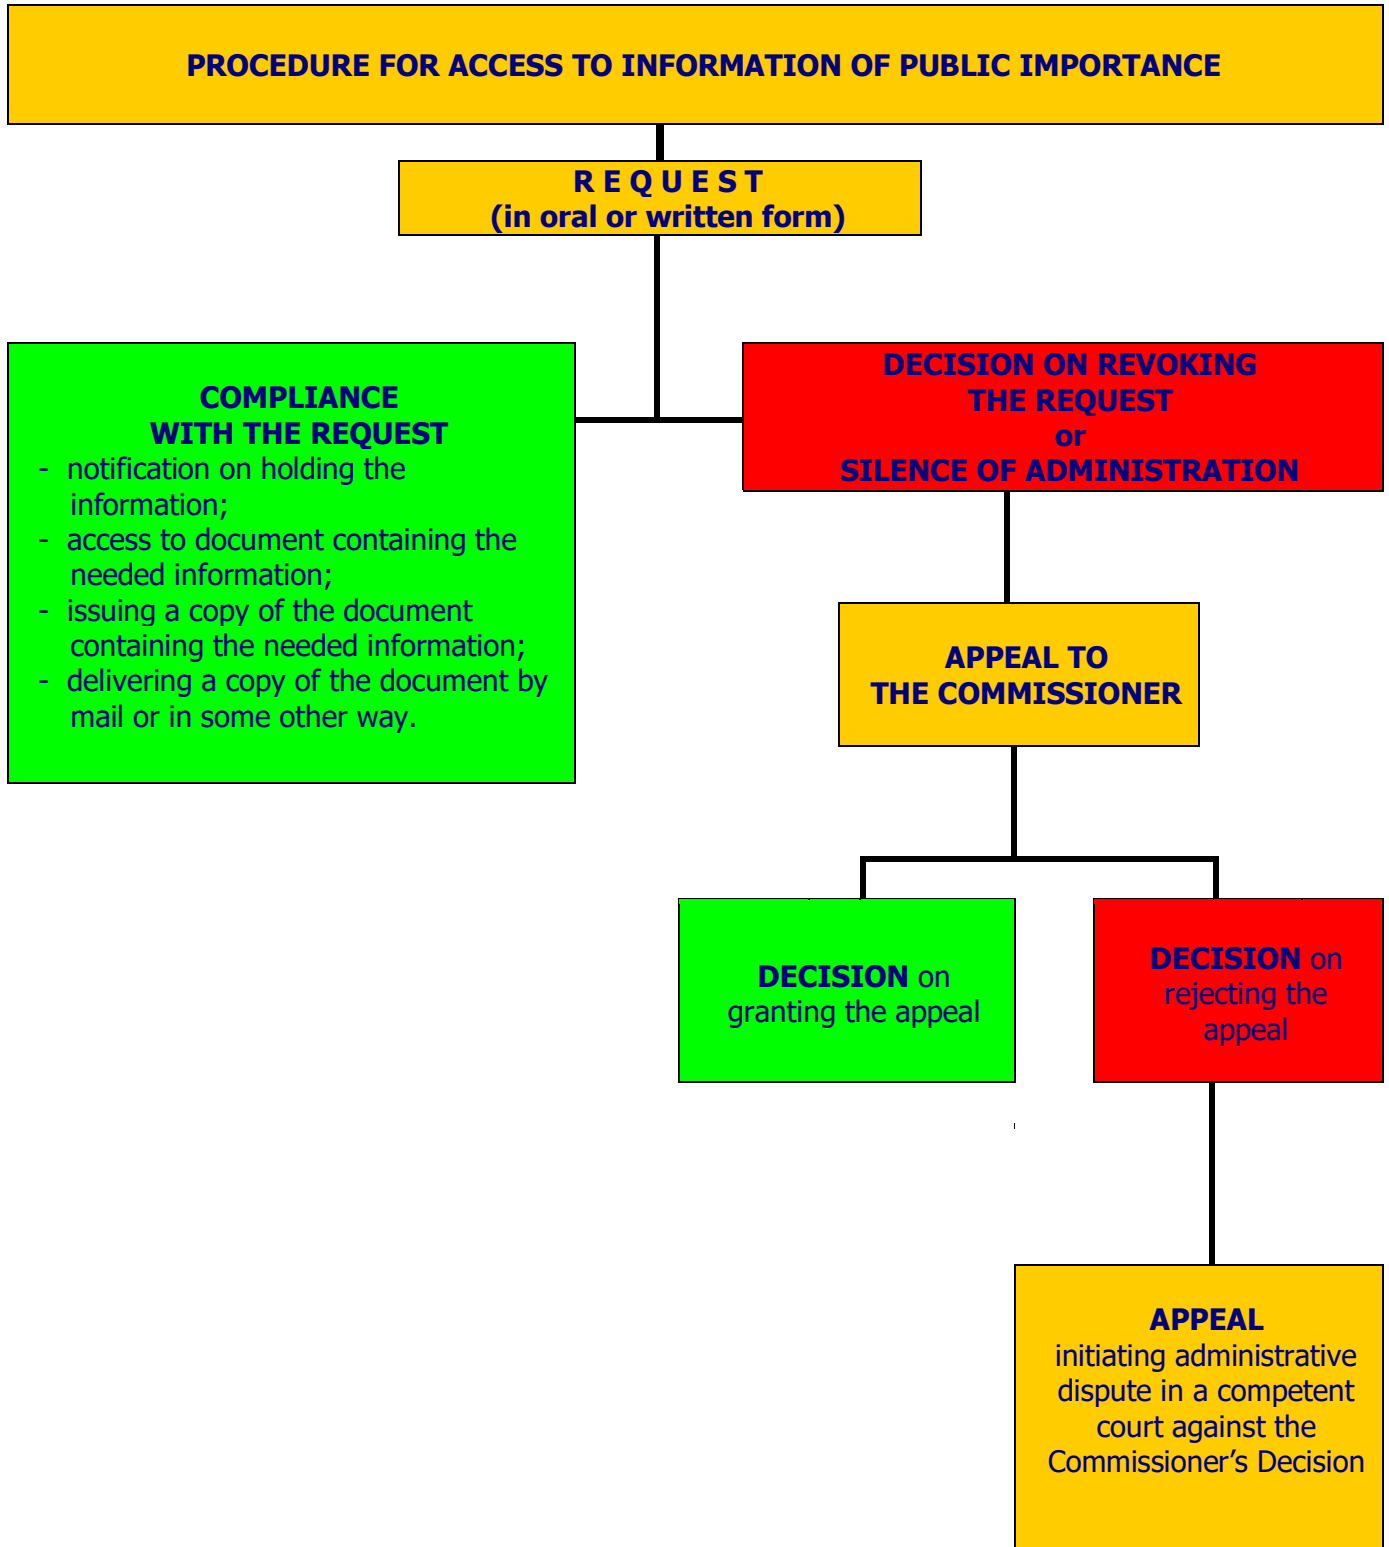 PROCEDURE FOR ACCESS TO INFORMATION OF PUBLIC IMPORTANCE
R E Q U E S T
(in oral or written form)
COMPLIANCE
WITH THE REQUEST
- notification on holding the
information;
- access to document containing the
needed information;
- issuing a copy of the document
containing the needed information;
- delivering a copy of the document by
mail or in some other way.
DECISION ON REVOKING
THE REQUEST
or
SILENCE OF ADMINISTRATION
APPEAL TO
THE COMMISSIONER
DECISION on
granting the appeal
DECISION on
rejecting the
appeal
APPEAL
initiating administrative
dispute in a competent
court against the
Commissioner’s Decision